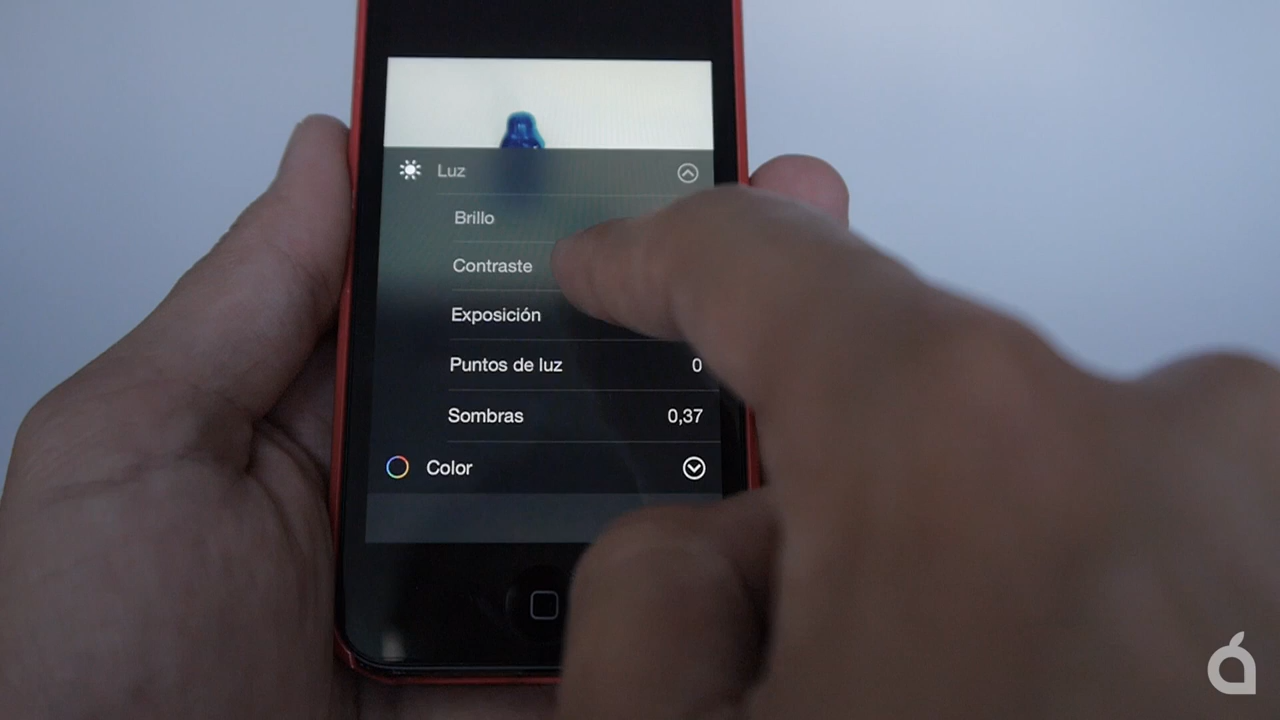 Luz
Brillo
Contraste
Exposición
Puntos de luz 0
Sombras 0,37
Color